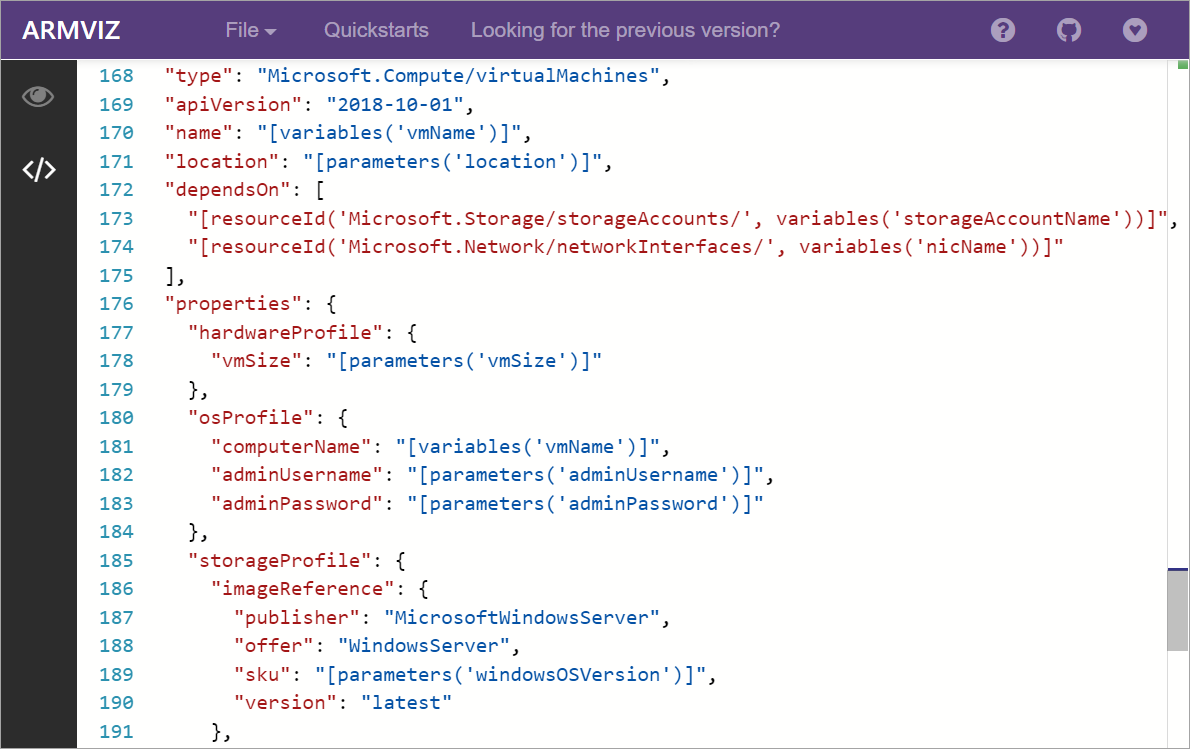 ARMVIZ File Quickstarts Looking for the previous version?
168 "type": "Microsoft.Compute/virtualMachines",
169 "apiVersion": "2018-10-01",
170 "name": "[variables('vmName')]",
171 "location": "[parameters('location')]",
172 "dependsOn": [
173 "[resourceId('Microsoft.Storage/storageAccounts/', variables('storageAccountName'))]",
174 "[resourceId('Microsoft.Network/networkInterfaces/', variables('nicName'))]"
175 ],
176 "properties": {
177 "hardwareProfile": {
178 "vmSize": "[parameters('vmSize')]"
179 },
180 "osProfile": {
181 "computerName": "[variables('vmName')]",
182 "adminUsername": "[parameters('adminUsername')]",
183 "adminPassword": "[parameters('adminPassword')]"
184 },
185 "storageProfile": {
186 "imageReference": {
187 "publisher": "MicrosoftWindowsServer",
188 "offer": "WindowsServer",
189 "sku": "[parameters('windowsOSVersion')]",
190 "version": "latest"
191 },